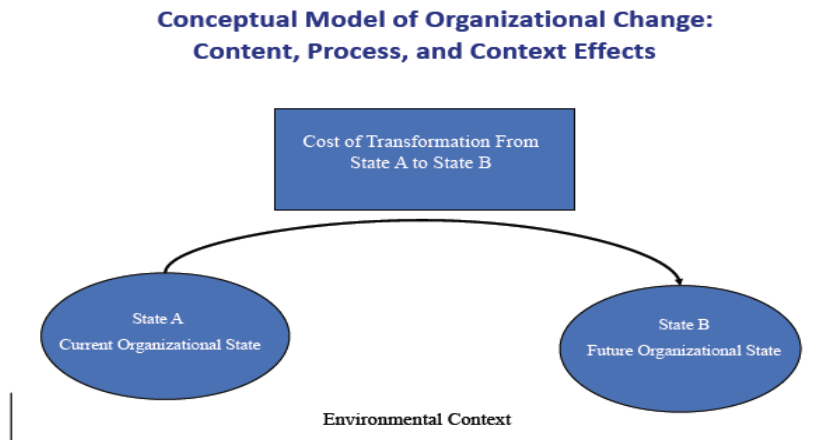 Conceptual Model of Organizational Change:
Content, Process, and Context Effects
Cost of Transformation From
State A to State B
State A
Current Organizational State
State B
Future Organizational State
Environmental Context